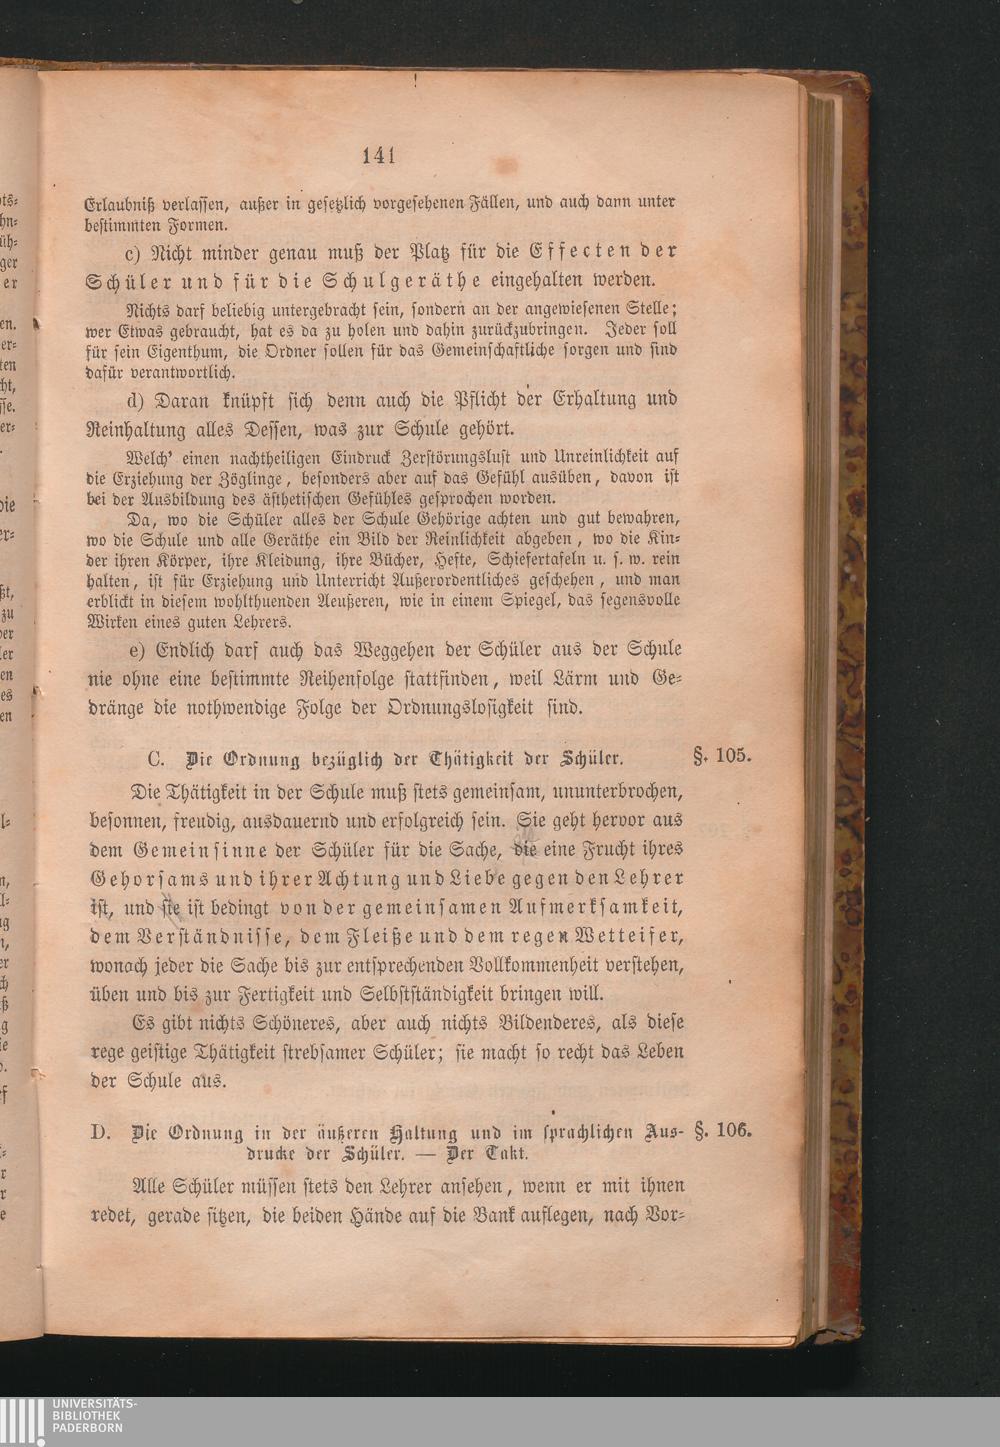 141
Erlaubniß verlassen, außer in gesetzlich vorgesehenen Fällen, und auch dann unter
bestimmten Formen.
c) Nicht minder genau muß der Platz für die Effecten der
Schüler und für die Schulgeräthe eingehalten werden.
Nichts darf beliebig untergebracht sein, sondern an der angewiesenen Stelle;
wer Etwas gebraucht, hat es da zu holen und dahin zurückzubringen. Jeder soll
für sein Eigenthum, die Ordner sollen für das Gemeinschaftliche sorgen und sind
dafür verantwortlich.
d) Daran knüpft sich denn auch die Pflicht der Erhaltung und
Reinhaltung alles Dessen, was zur Schule gehört.
Welch' einen nachtheiligen Eindruck Zerstörungslust und Unreinlichkeit auf
die Erziehung der Zöglinge, besonders aber auf das Gefühl ausüben, davon ist
bei der Ausbildung des ästhetischen Gefühles gesprochen worden.
Da, wo die Schüler alles der Schule Gehörige achten und gut bewahren,
wo die Schule und alle Geräthe ein Bild der Reinlichkeit abgeben, wo die Kin-
der ihren Körper, ihre Kleidung, ihre Bücher, Hefte, Schiefertafeln u. s. w. rein
halten, ist für Erziehung und Unterricht Außerordentliches geschehen, und man
erblickt in diesem wohlthuenden Aeußeren, wie in einem Spiegel, das segensvolle
Wirken eines guten Lehrers.
e) Endlich darf auch das Weggehen der Schüler aus der Schule
nie ohne eine bestimmte Reihenfolge stattfinden, weil Lärm und Ge-
dränge die nothwendige Folge der Ordnungslosigkeit sind.
C. Die Ordnung bezüglich der Thätigkeit der Schüler. §. 105.
Die Thätigkeit in der Schule muß stets gemeinsam, ununterbrochen,
besonnen, freudig, ausdauernd und erfolgreich sein. Sie geht hervor aus
dem Gemeinsinne der Schüler für die Sache, die eine Frucht ihres
Gehorsams und ihrer Achtung und Liebe gegen den Lehrer
ist, und sie ist bedingt von der gemeinsamen Aufmerksamkeit,
dem Verständnisse, dem Fleiße und dem regen Wetteifer,
wonach jeder die Sache bis zur entsprechenden Vollkommenheit verstehen,
üben und bis zur Fertigkeit und Selbstständigkeit bringen will.
Es gibt nichts Schöneres, aber auch nichts Bildenderes, als diese
rege geistige Thätigkeit strebsamer Schüler; sie macht so recht das Leben
der Schule aus.
D. Die Ordnung in der äußeren Haltung und im sprachlichen Aus- §. 106.
drucke der Schüler. — Der Takt.
Alle Schüler müssen stets den Lehrer ansehen, wenn er mit ihnen
redet, gerade sitzen, die beiden Hände auf die Bank auflegen, nach Vor-
UNIVERSITÄTS-
BIBLIOTHEK
PADERBORN